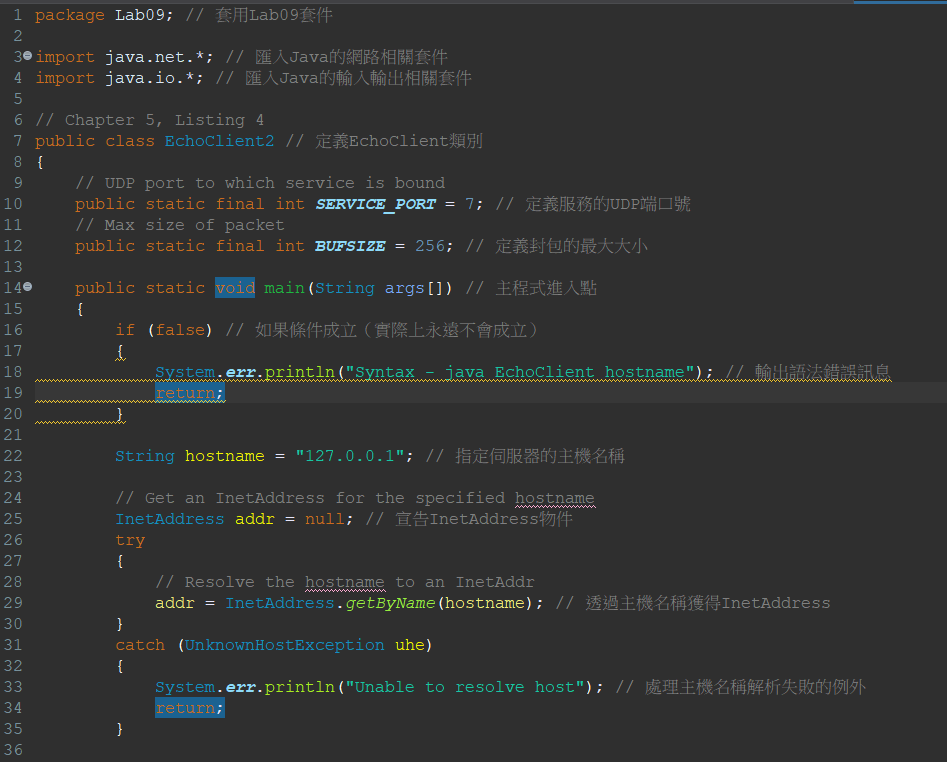 1 package Lab09; // 套用Lab09套件
2
3 import java.net.*; // 匯入Java的網路相關套件
4 import java.io.*; // 匯入Java的輸入輸出相關套件
5
6 // Chapter 5, Listing 4
7 public class EchoClient2 // 定義EchoClient類別
8 {
9     // UDP port to which service is bound
10     public static final int SERVICE_PORT = 7; // 定義服務的UDP端口號
11     // Max size of packet
12     public static final int BUFSIZE = 256; // 定義封包的最大大小
13
14     public static void main(String args[]) // 主程式進入點
15     {
16         if (false) // 如果條件成立（實際上永遠不會成立）
17         {
18             System.err.println("Syntax - java EchoClient hostname"); // 輸出語法錯誤訊息
19             return;
20         }
21
22         String hostname = "127.0.0.1"; // 指定伺服器的主機名稱
23
24         // Get an InetAddress for the specified hostname
25         InetAddress addr = null; // 宣告InetAddress物件
26         try
27         {
28             // Resolve the hostname to an InetAddr
29             addr = InetAddress.getByName(hostname); // 透過主機名稱獲得InetAddress
30         }
31         catch (UnknownHostException uhe)
32         {
33             System.err.println("Unable to resolve host"); // 處理主機名稱解析失敗的例外
34             return;
35         }
36